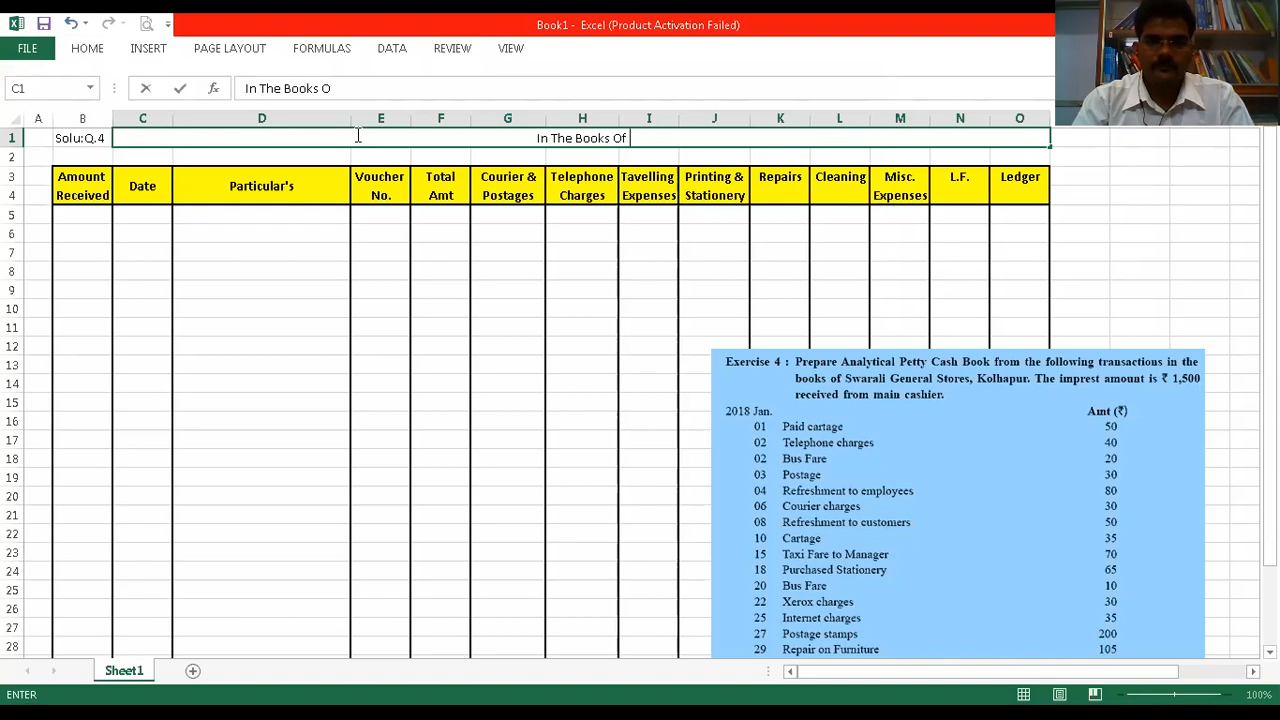 Book1 - Excel (Product Activation Failed)
FILE HOME INSERT PAGE LAYOUT FORMULAS DATA REVIEW VIEW
C1 fx In The Books O
A B C D E F G H I J K L M N O
1 Solu:Q.4 In The Books Of
2
3 Amount Received Date Particular's Voucher No. Total Amt Courier & Postages Telephone Charges Tavelling Expenses Printing & Stationery Repairs Cleaning Misc. Expenses L.F. Ledger
4
5
6
7
8
9
10
11
12
13
14
15
16
17
18
19
20
21
22
23
24
25
26
27
28
Exercise 4 : Prepare Analytical Petty Cash Book from the following transactions in the
books of Swarali General Stores, Kolhapur. The imprest amount is ₹ 1,500
received from main cashier.
2018 Jan. Amt (₹)
01 Paid cartage 50
02 Telephone charges 40
02 Bus Fare 20
03 Postage 30
04 Refreshment to employees 80
06 Courier charges 30
08 Refreshment to customers 50
10 Cartage 35
15 Taxi Fare to Manager 70
18 Purchased Stationery 65
20 Bus Fare 10
22 Xerox charges 30
25 Internet charges 35
27 Postage stamps 200
29 Repair on Furniture 105
Sheet1
ENTER 100%